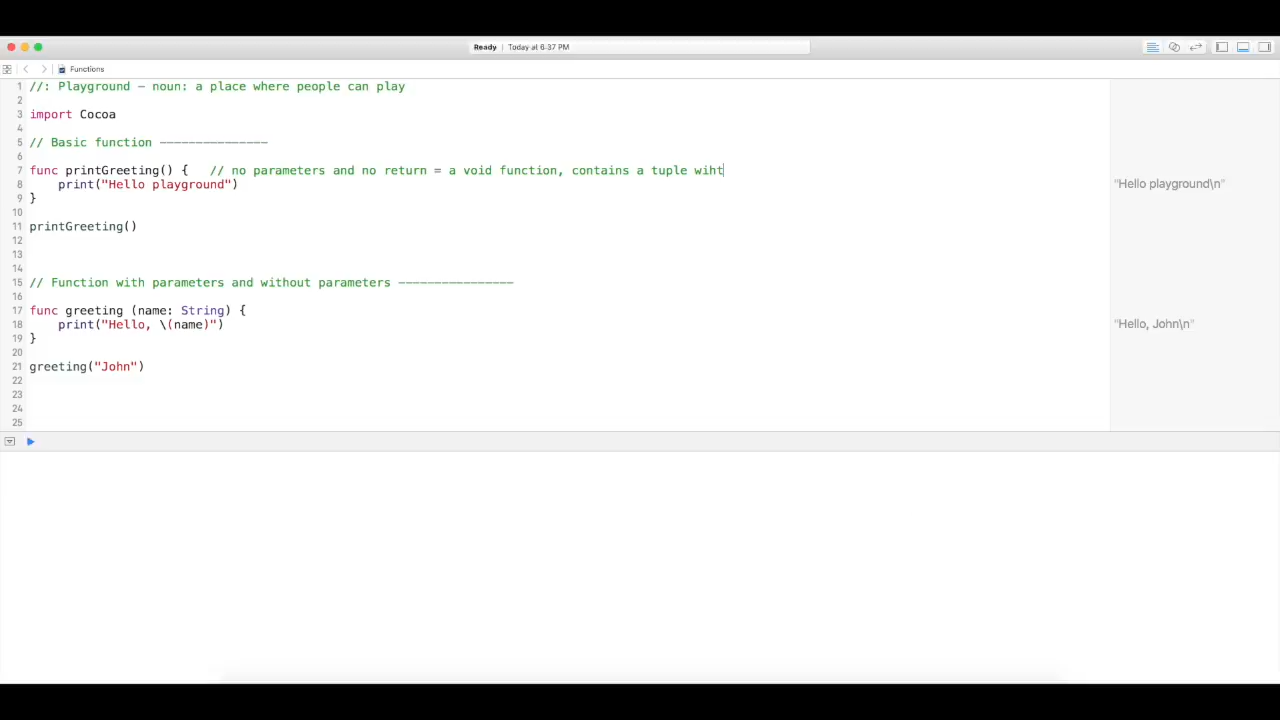 Ready | Today at 6:37 PM
Functions
1 //: Playground - noun: a place where people can play
2
3 import Cocoa
4
5 // Basic function ---------------
6
7 func printGreeting() {   // no parameters and no return = a void function, contains a tuple wiht
8     print("Hello playground") "Hello playground\n"
9 }
10
11 printGreeting()
12
13
14
15 // Function with parameters and without parameters ----------------
16
17 func greeting (name: String) {
18     print("Hello, \(name)") "Hello, John\n"
19 }
20
21 greeting("John")
22
23
24
25